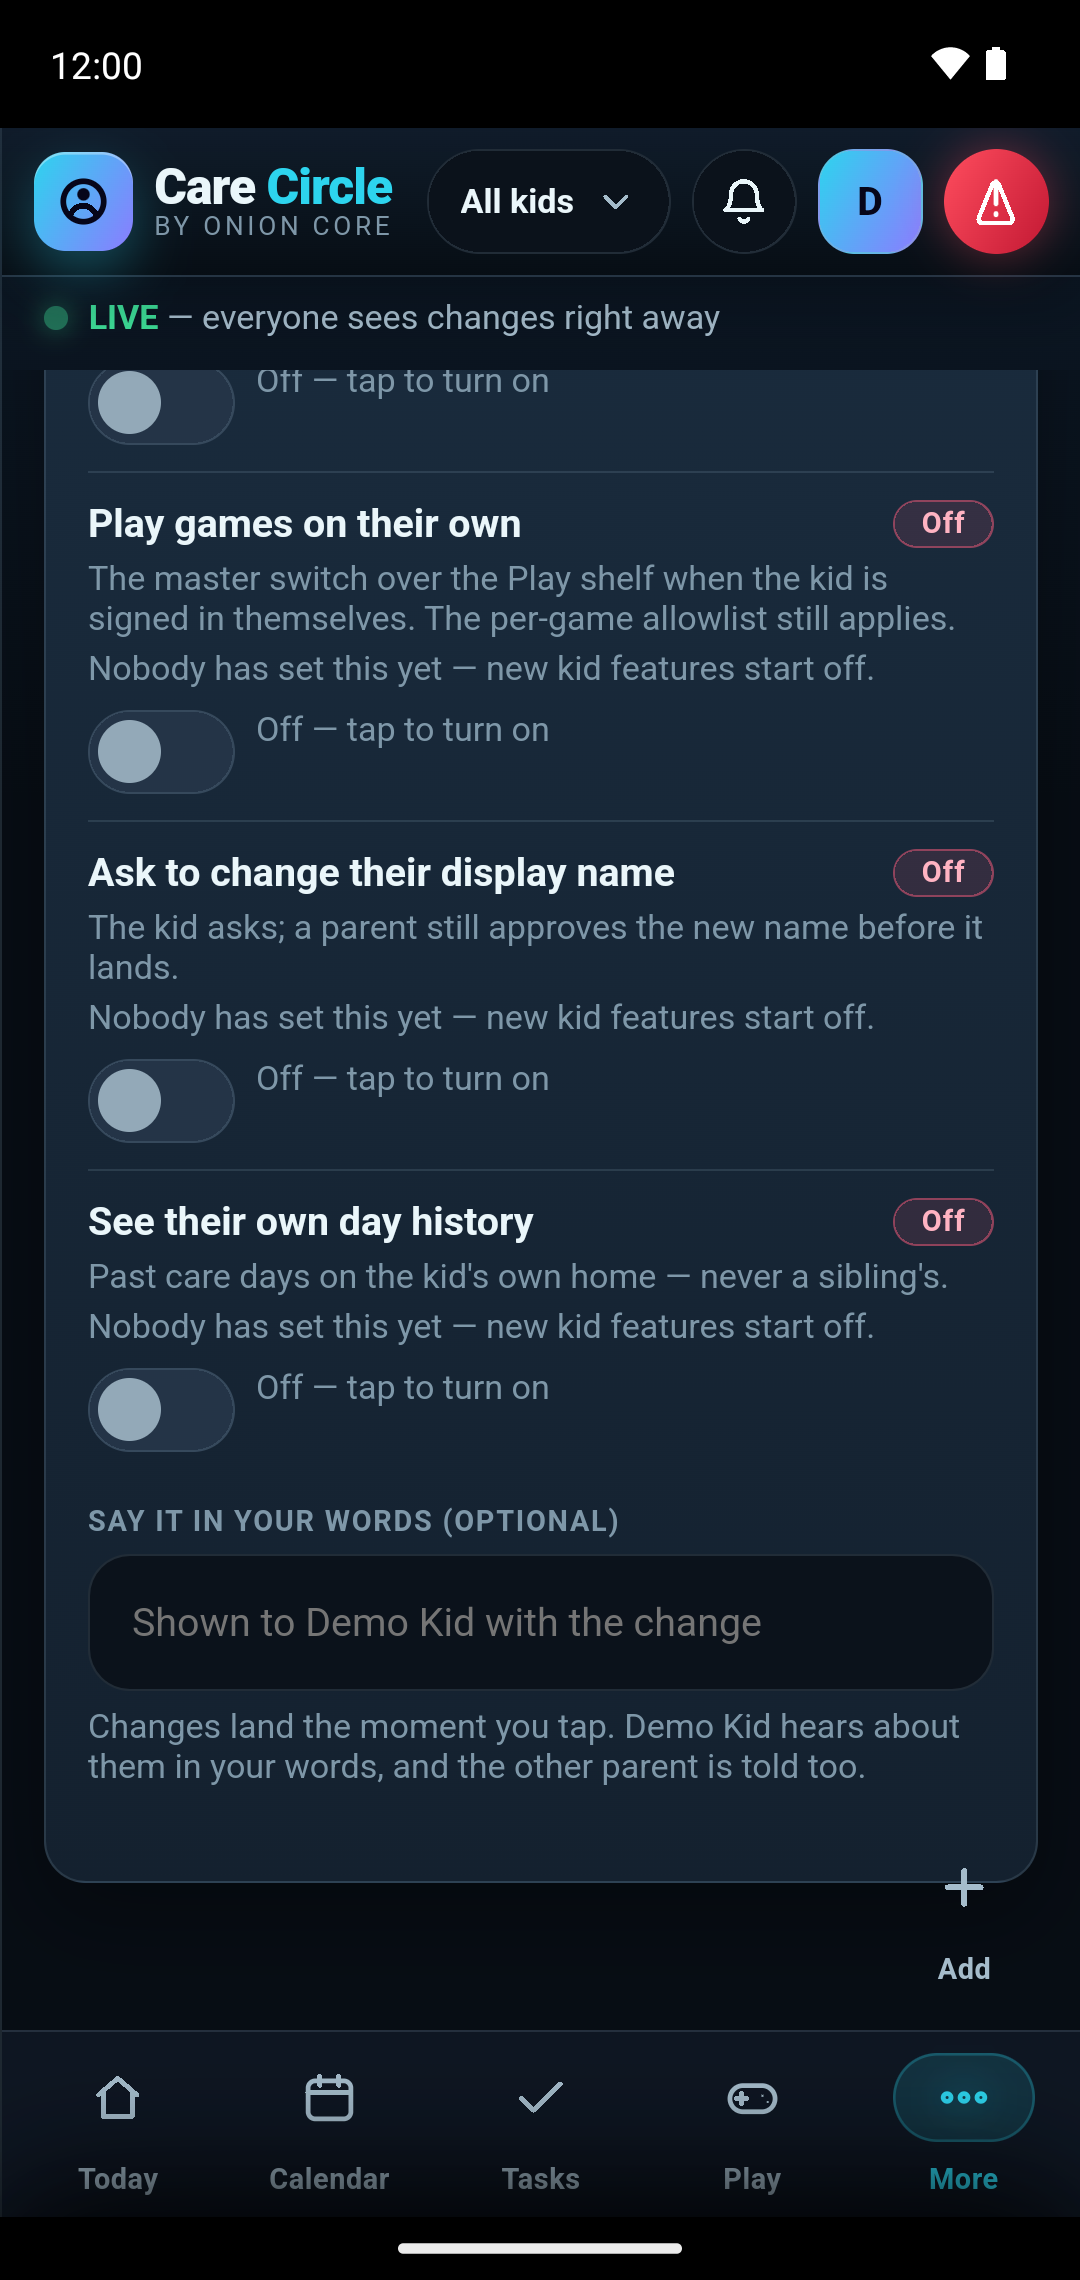 12:00
Care Circle
BY ONION CORE
All kids
D
LIVE — everyone sees changes right away
Off — tap to turn on
Play games on their own
Off
The master switch over the Play shelf when the kid is
signed in themselves. The per-game allowlist still applies.
Nobody has set this yet — new kid features start off.
Off — tap to turn on
Ask to change their display name
Off
The kid asks; a parent still approves the new name before it
lands.
Nobody has set this yet — new kid features start off.
Off — tap to turn on
See their own day history
Off
Past care days on the kid's own home — never a sibling's.
Nobody has set this yet — new kid features start off.
Off — tap to turn on
SAY IT IN YOUR WORDS (OPTIONAL)
Shown to Demo Kid with the change
Changes land the moment you tap. Demo Kid hears about
them in your words, and the other parent is told too.
Add
Today
Calendar
Tasks
Play
More